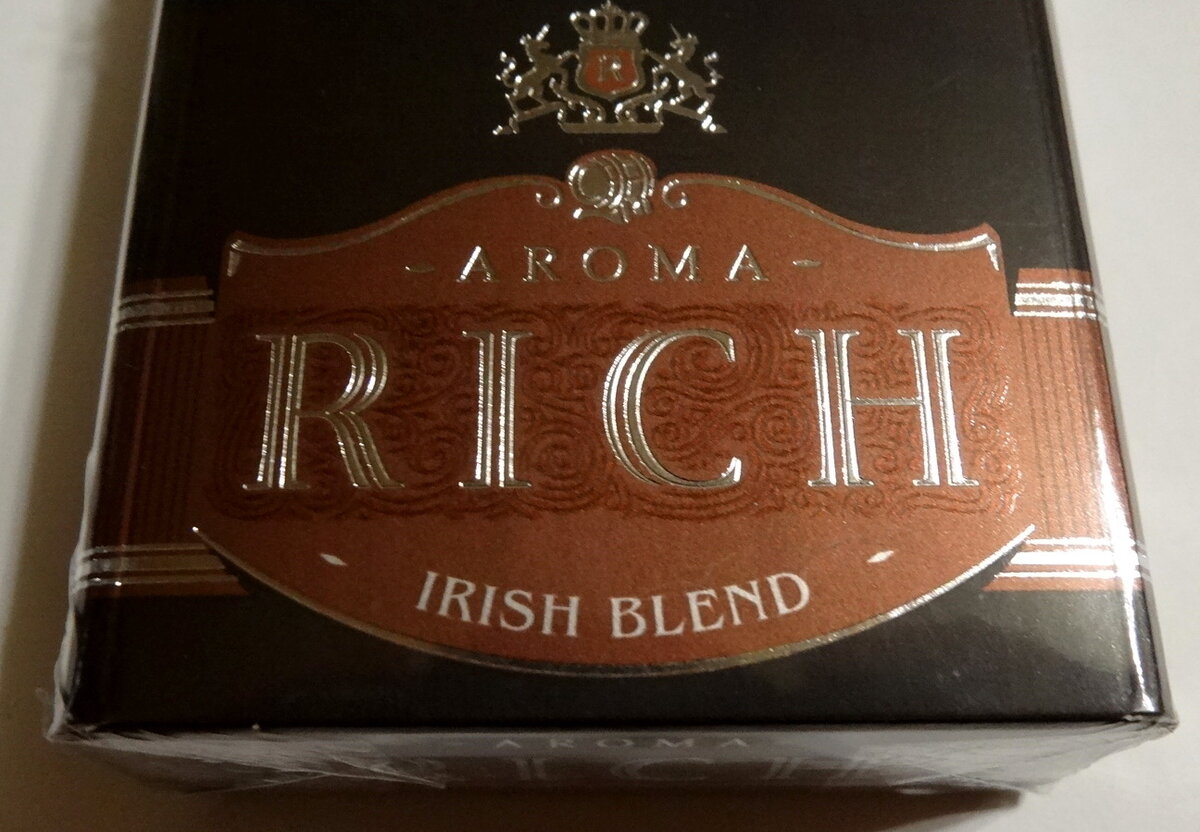 R
- AROMA -
RICH
IRISH BLEND
AROMA
RICH